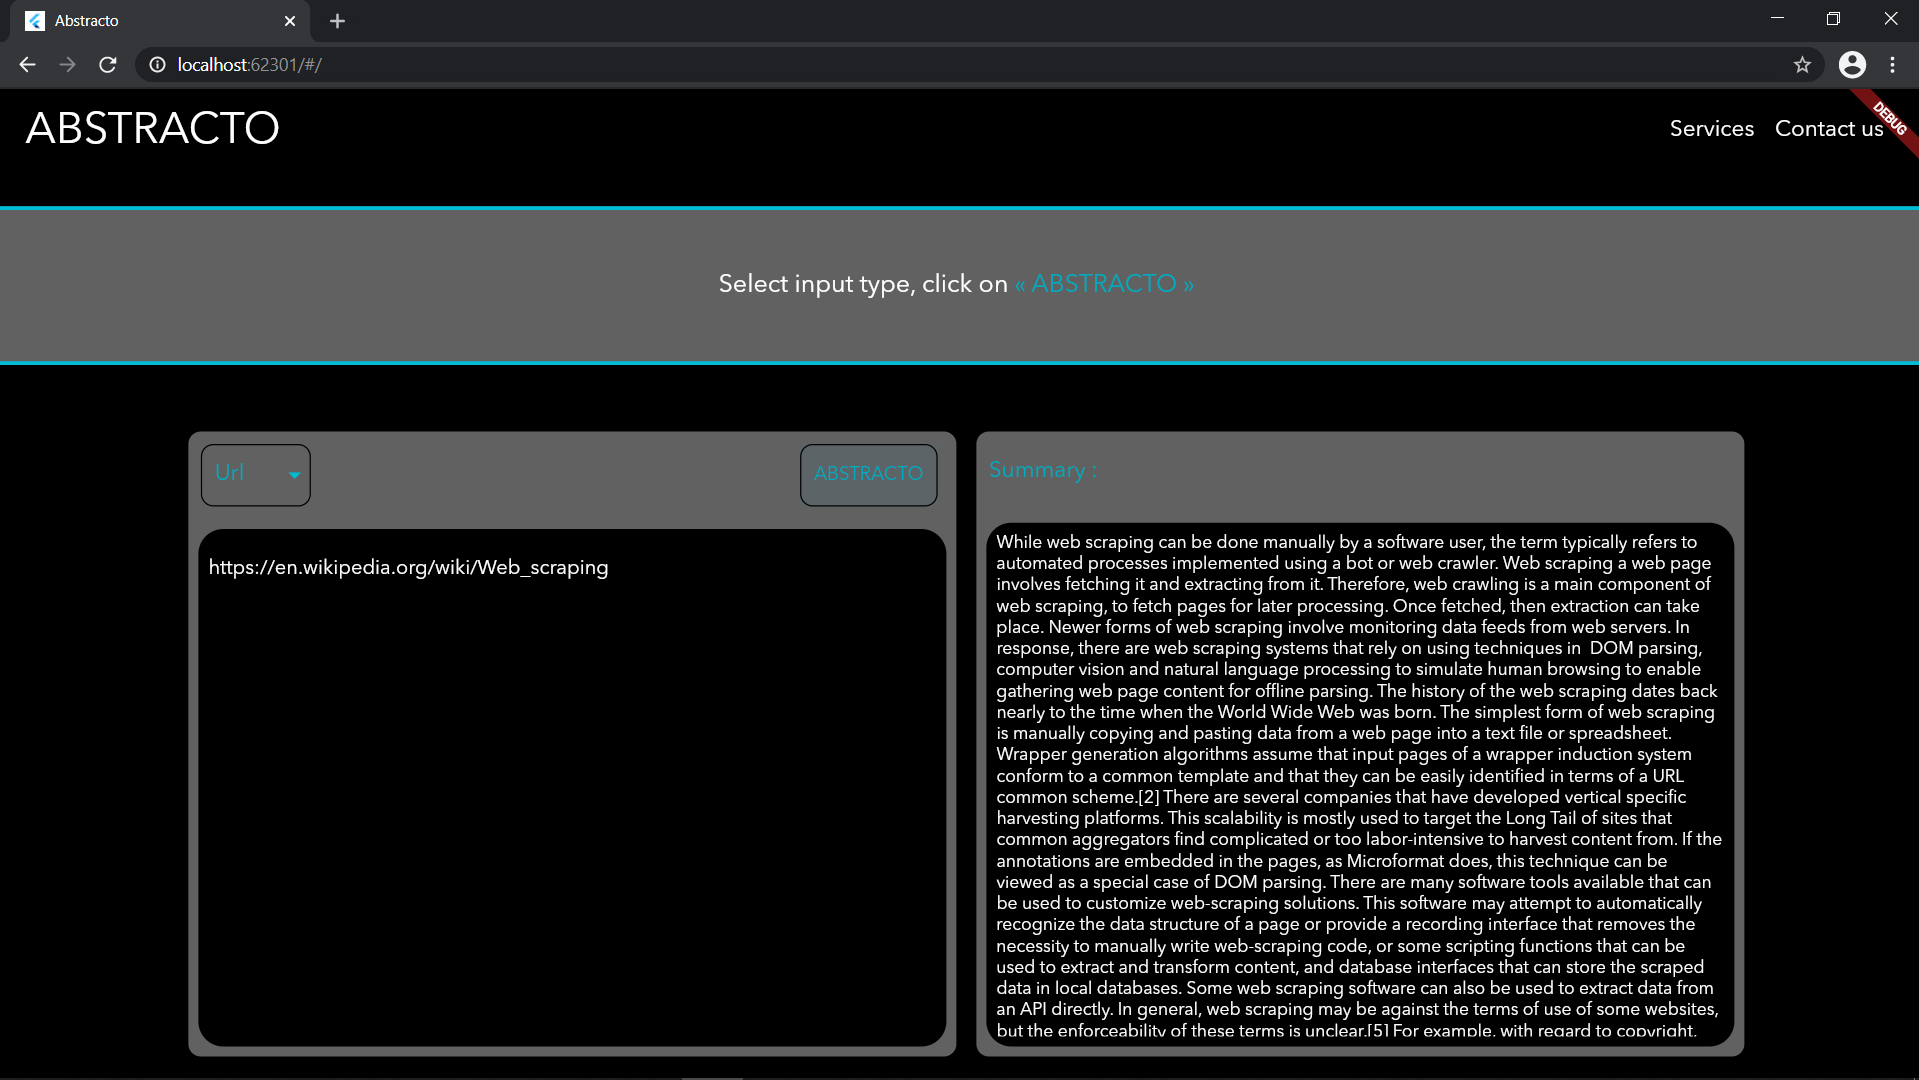 Abstracto
localhost:62301/#/
ABSTRACTO
Services Contact us
DEBUG
Select input type, click on « ABSTRACTO »
Url
ABSTRACTO
https://en.wikipedia.org/wiki/Web_scraping
Summary :
While web scraping can be done manually by a software user, the term typically refers to
automated processes implemented using a bot or web crawler. Web scraping a web page
involves fetching it and extracting from it. Therefore, web crawling is a main component of
web scraping, to fetch pages for later processing. Once fetched, then extraction can take
place. Newer forms of web scraping involve monitoring data feeds from web servers. In
response, there are web scraping systems that rely on using techniques in  DOM parsing,
computer vision and natural language processing to simulate human browsing to enable
gathering web page content for offline parsing. The history of the web scraping dates back
nearly to the time when the World Wide Web was born. The simplest form of web scraping
is manually copying and pasting data from a web page into a text file or spreadsheet.
Wrapper generation algorithms assume that input pages of a wrapper induction system
conform to a common template and that they can be easily identified in terms of a URL
common scheme.[2] There are several companies that have developed vertical specific
harvesting platforms. This scalability is mostly used to target the Long Tail of sites that
common aggregators find complicated or too labor-intensive to harvest content from. If the
annotations are embedded in the pages, as Microformat does, this technique can be
viewed as a special case of DOM parsing. There are many software tools available that can
be used to customize web-scraping solutions. This software may attempt to automatically
recognize the data structure of a page or provide a recording interface that removes the
necessity to manually write web-scraping code, or some scripting functions that can be
used to extract and transform content, and database interfaces that can store the scraped
data in local databases. Some web scraping software can also be used to extract data from
an API directly. In general, web scraping may be against the terms of use of some websites,
but the enforceability of these terms is unclear.[5] For example, with regard to copyright,